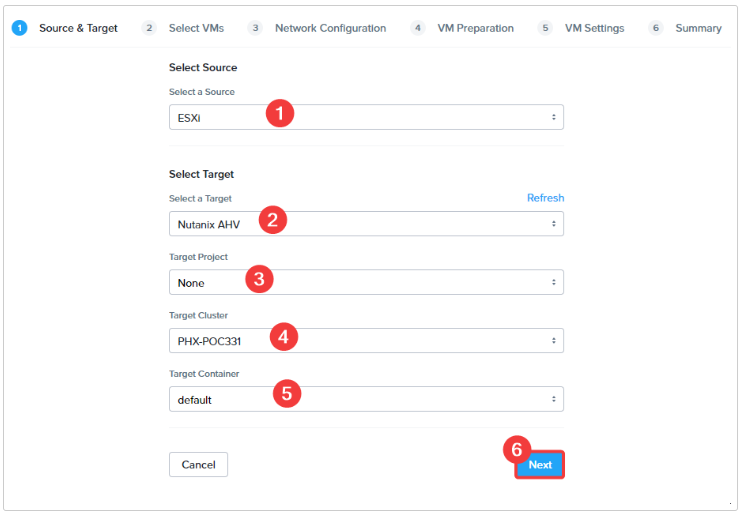 1 Source & Target 2 Select VMs 3 Network Configuration 4 VM Preparation 5 VM Settings 6 Summary
Select Source
Select a Source
ESXi 1
Select Target
Select a Target Refresh
Nutanix AHV 2
Target Project
None 3
Target Cluster
PHX-POC331 4
Target Container
default 5
6
Cancel Next